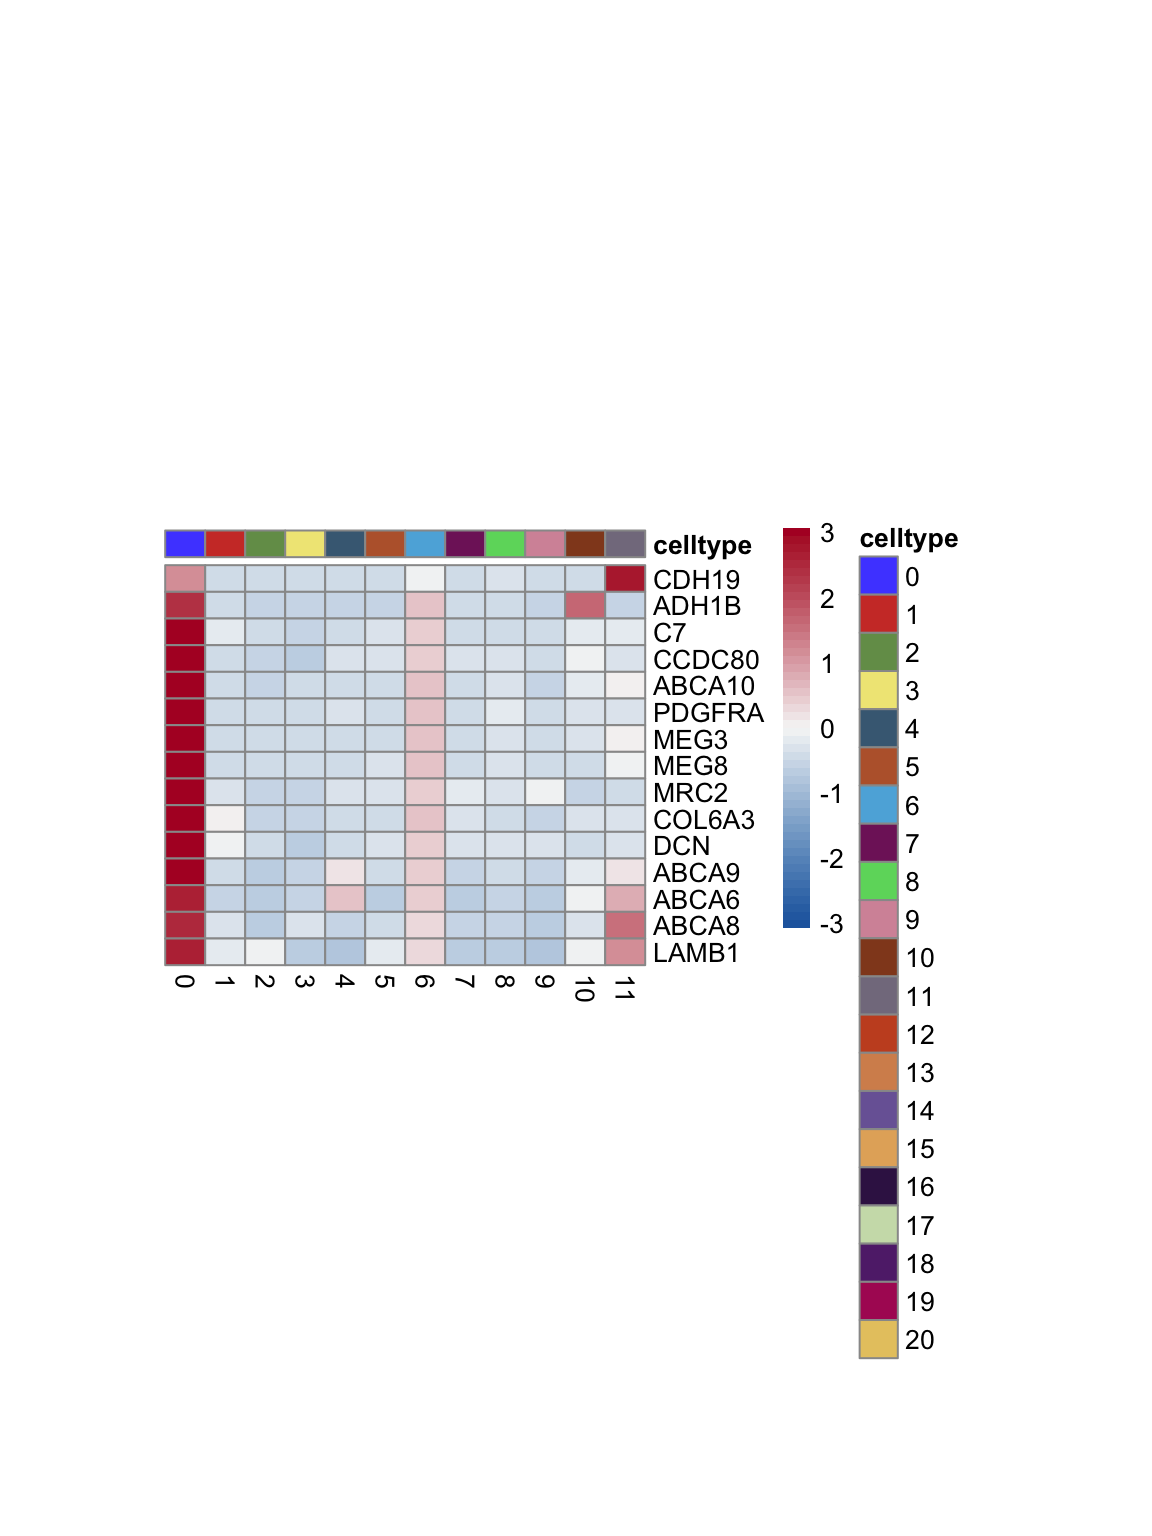 celltype
CDH19
ADH1B
C7
CCDC80
ABCA10
PDGFRA
MEG3
MEG8
MRC2
COL6A3
DCN
ABCA9
ABCA6
ABCA8
LAMB1
0 1 2 3 4 5 6 7 8 9 10 11
3
2
1
0
-1
-2
-3
celltype
0
1
2
3
4
5
6
7
8
9
10
11
12
13
14
15
16
17
18
19
20